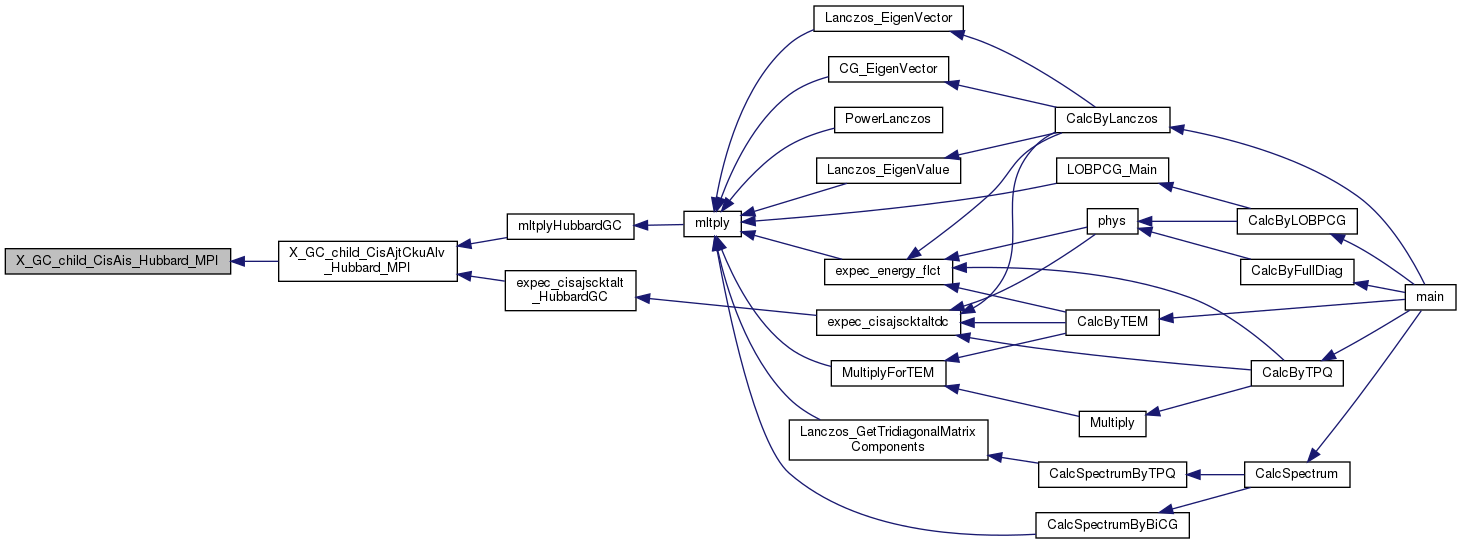 X_GC_child_CisAis_Hubbard_MPI
X_GC_child_CisAjtCkuAlv
_Hubbard_MPI
mltplyHubbardGC
expec_cisajscktalt
_HubbardGC
mltply
Lanczos_EigenVector
CG_EigenVector
PowerLanczos
Lanczos_EigenValue
expec_energy_flct
expec_cisajscktaltdc
MultiplyForTEM
Lanczos_GetTridiagonalMatrix
Components
CalcByLanczos
LOBPCG_Main
phys
CalcByTEM
Multiply
CalcSpectrumByTPQ
CalcSpectrumByBiCG
CalcByLOBPCG
CalcByFullDiag
CalcByTPQ
CalcSpectrum
main